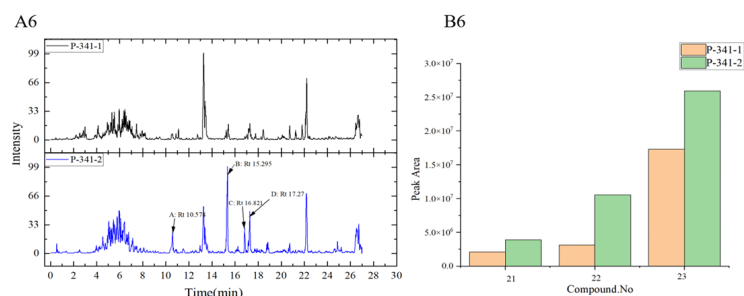 A6
B6
P-341-1
99
66
33
0
P-341-2
99
66
33
0
A: Rt 10.574
B: Rt 15.295
C: Rt 16.821
D: Rt 17.27
Intensity
0 2 4 6 8 10 12 14 16 18 20 22 24 26 28 30
Time(min)
P-341-1
P-341-2
3.0×10⁷
2.5×10⁷
2.0×10⁷
1.5×10⁷
1.0×10⁷
5.0×10⁶
0.0
Peak Area
21 22 23
Compound.No